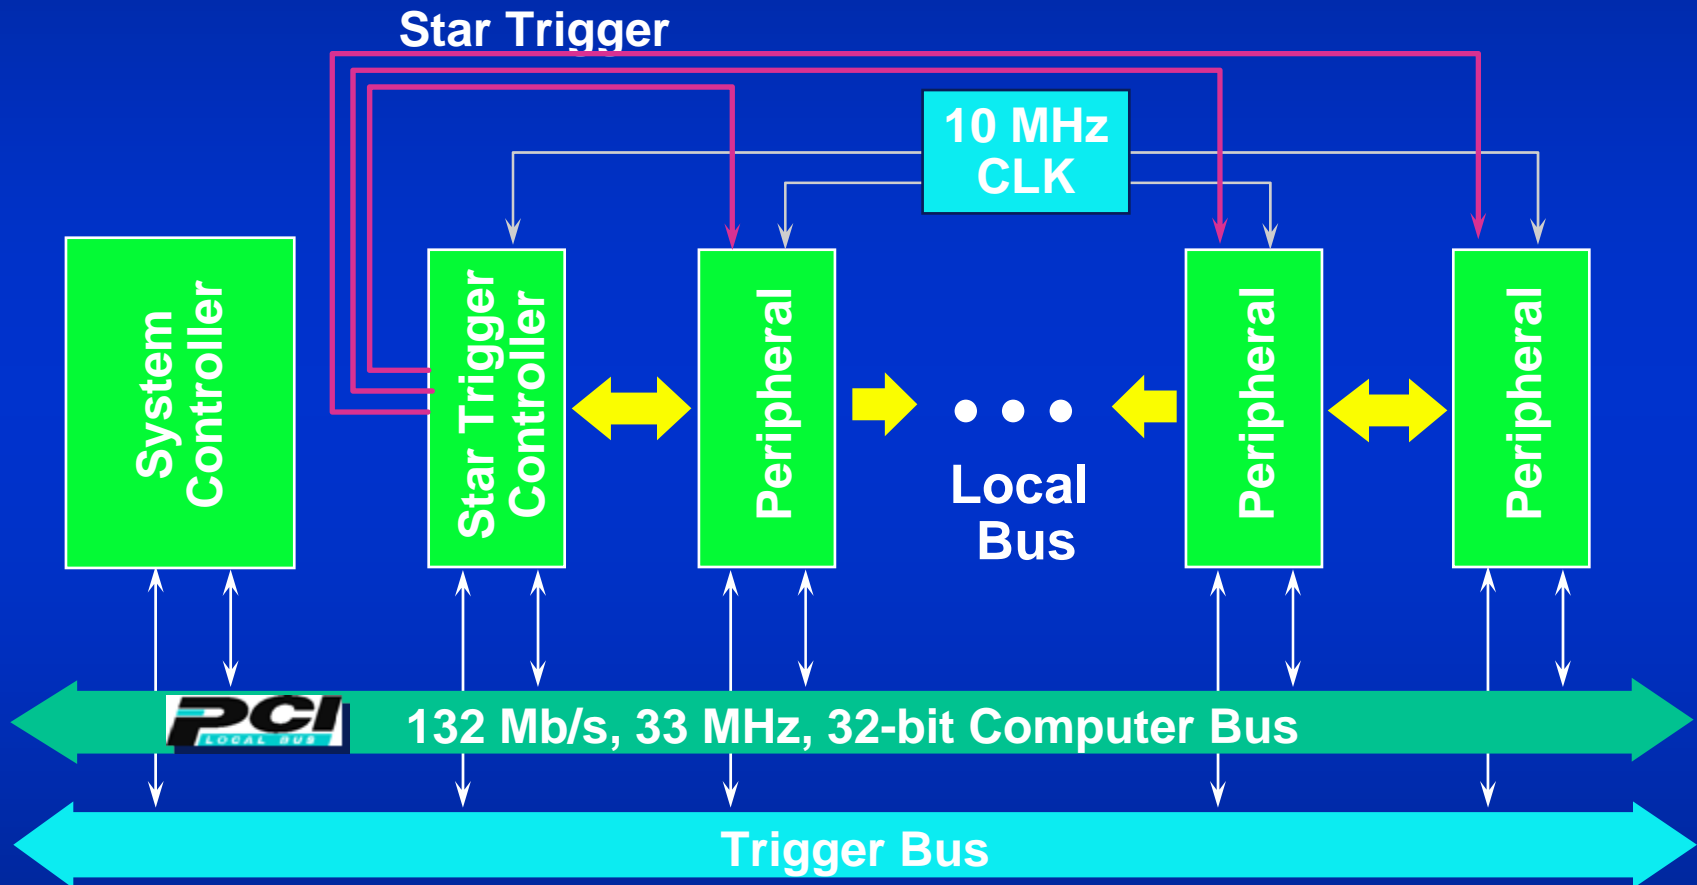 Star Trigger
10 MHz
CLK
System
Controller
Star Trigger
Controller
Peripheral
Local
Bus
Peripheral
Peripheral
PCI
LOCAL BUS
132 Mb/s, 33 MHz, 32-bit Computer Bus
Trigger Bus